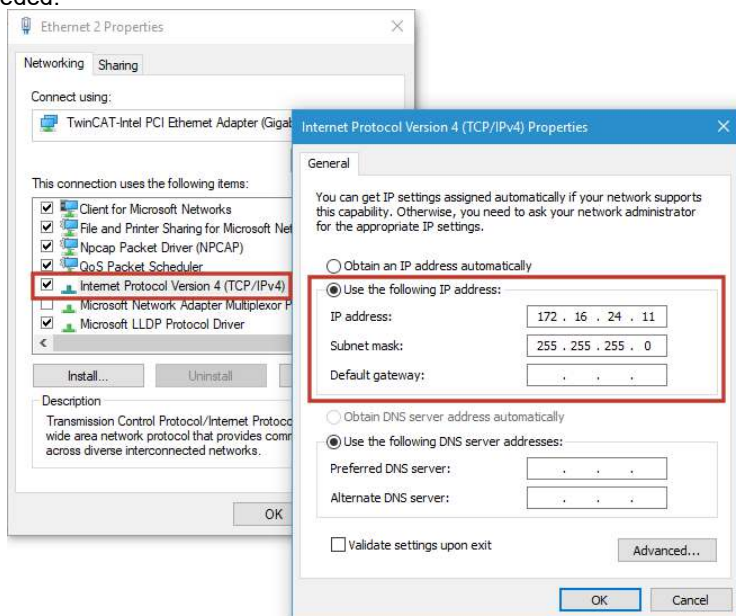 Ethernet 2 Properties
Networking Sharing
Connect using:
TwinCAT-Intel PCI Ethernet Adapter
This connection uses the following items:
Client for Microsoft Networks
File and Printer Sharing for Microsoft
Npcap Packet Driver (NPCAP)
QoS Packet Scheduler
Internet Protocol Version 4 (TCP/IPv4)
Microsoft Network Adapter Multiplexor
Microsoft LLDP Protocol Driver
Install... Uninstall
Description
Transmission Control Protocol/Internet
wide area network protocol that provides
across diverse interconnected networks.
OK
Internet Protocol Version 4 (TCP/IPv4) Properties
General
You can get IP settings assigned automatically if your network supports
this capability. Otherwise, you need to ask your network administrator
for the appropriate IP settings.
Obtain an IP address automatically
Use the following IP address:
IP address: 172 . 16 . 24 . 11
Subnet mask: 255 . 255 . 255 . 0
Default gateway: . . .
Obtain DNS server address automatically
Use the following DNS server addresses:
Preferred DNS server: . . .
Alternate DNS server: . . .
Validate settings upon exit
Advanced...
OK Cancel